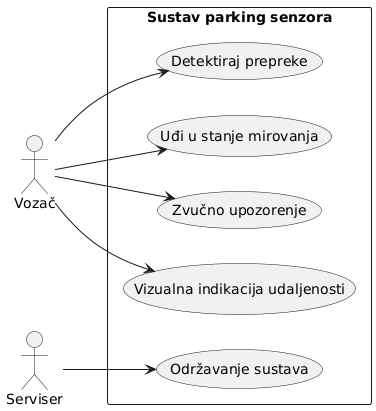 Sustav parking senzora
Detektiraj prepreke
Uđi u stanje mirovanja
Vozač
Zvučno upozorenje
Vizualna indikacija udaljenosti
Održavanje sustava
Serviser